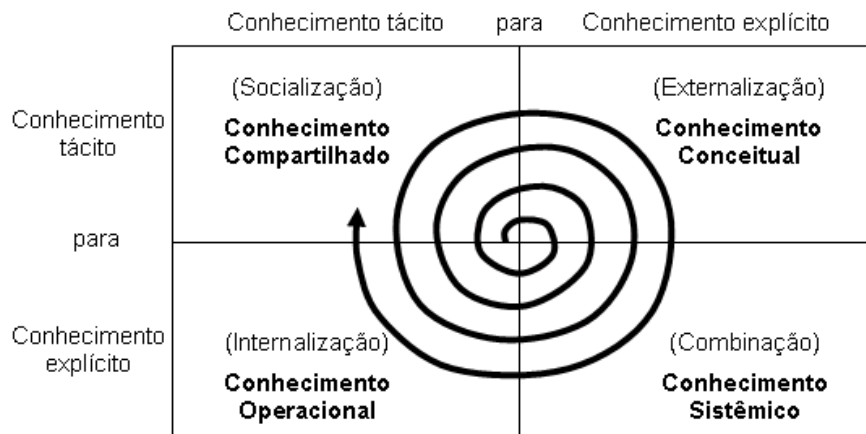 Conhecimento tácito para Conhecimento explícito
(Socialização)
Conhecimento
Compartilhado
(Externalização)
Conhecimento
Conceitual
Conhecimento
tácito
para
Conhecimento
explícito
(Internalização)
Conhecimento
Operacional
(Combinação)
Conhecimento
Sistêmico